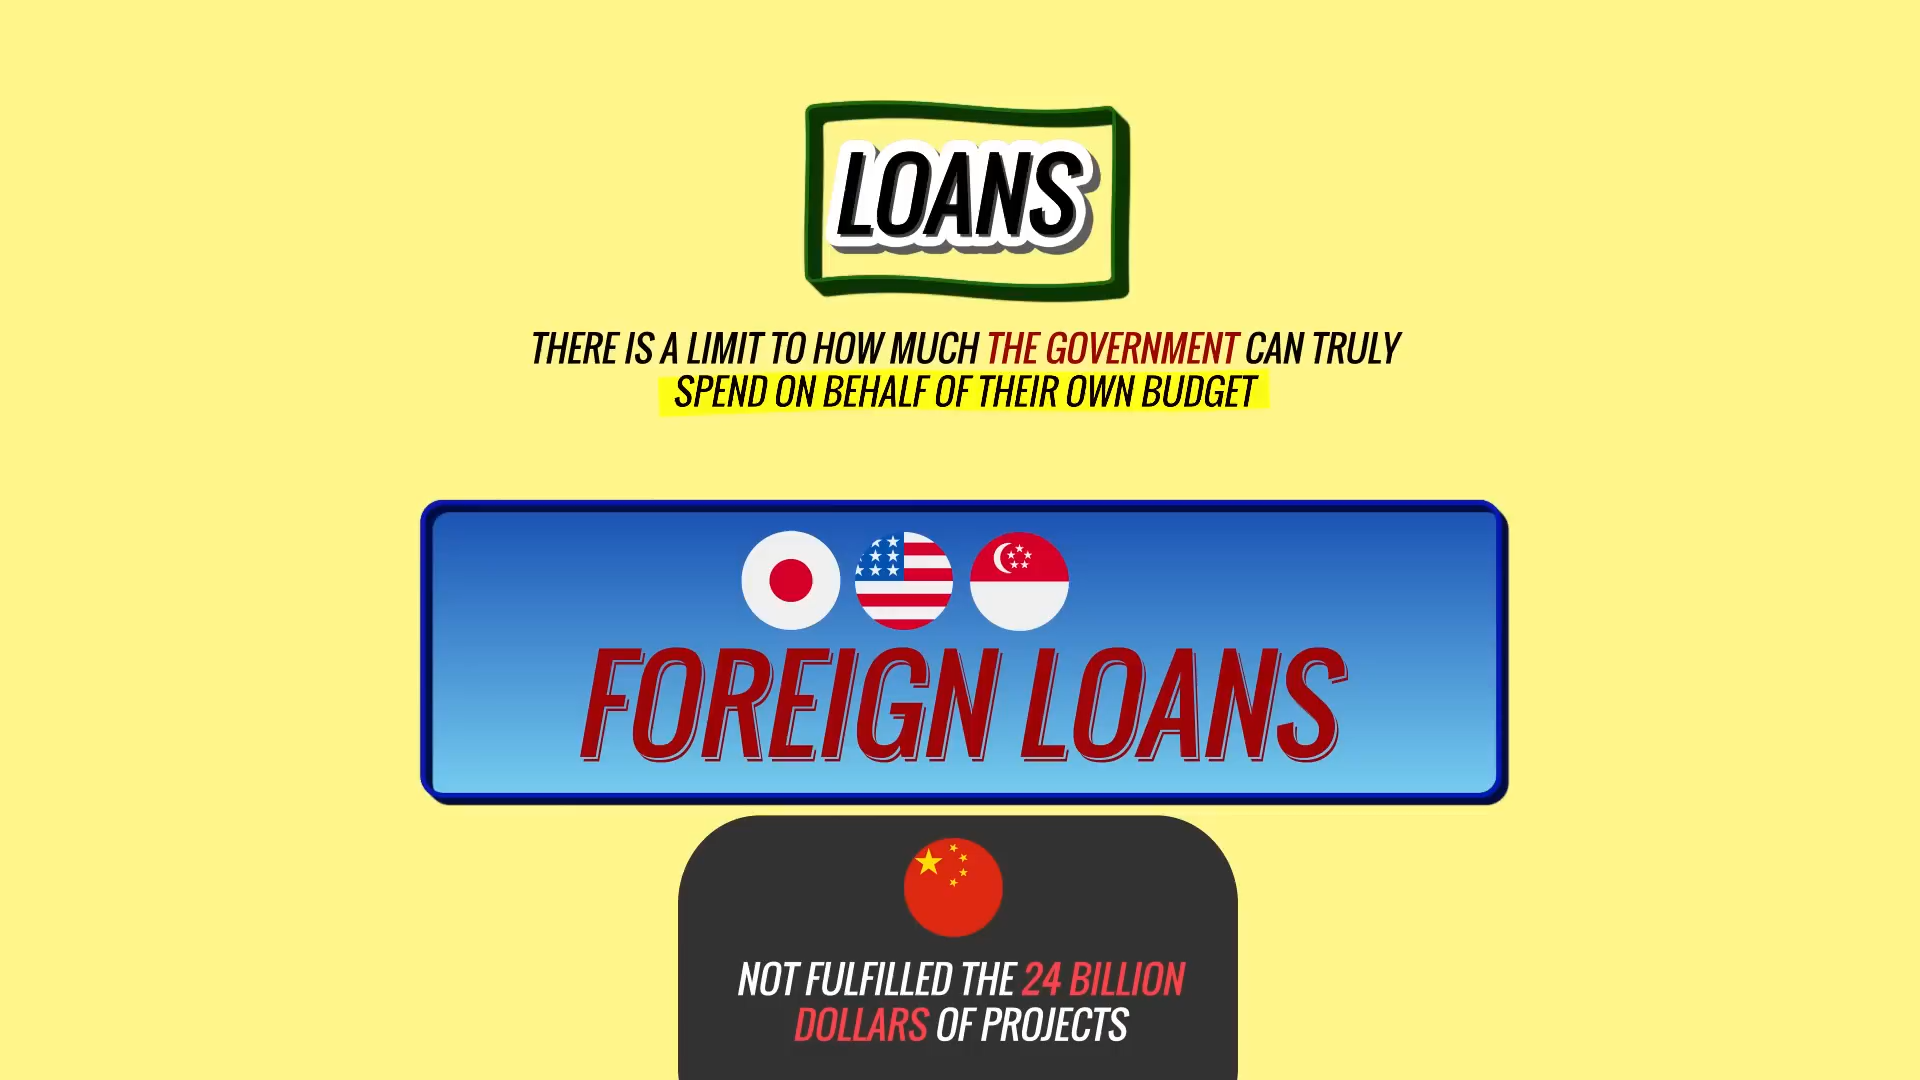 LOANS
THERE IS A LIMIT TO HOW MUCH THE GOVERNMENT CAN TRULY
SPEND ON BEHALF OF THEIR OWN BUDGET
FOREIGN LOANS
NOT FULFILLED THE 24 BILLION
DOLLARS OF PROJECTS